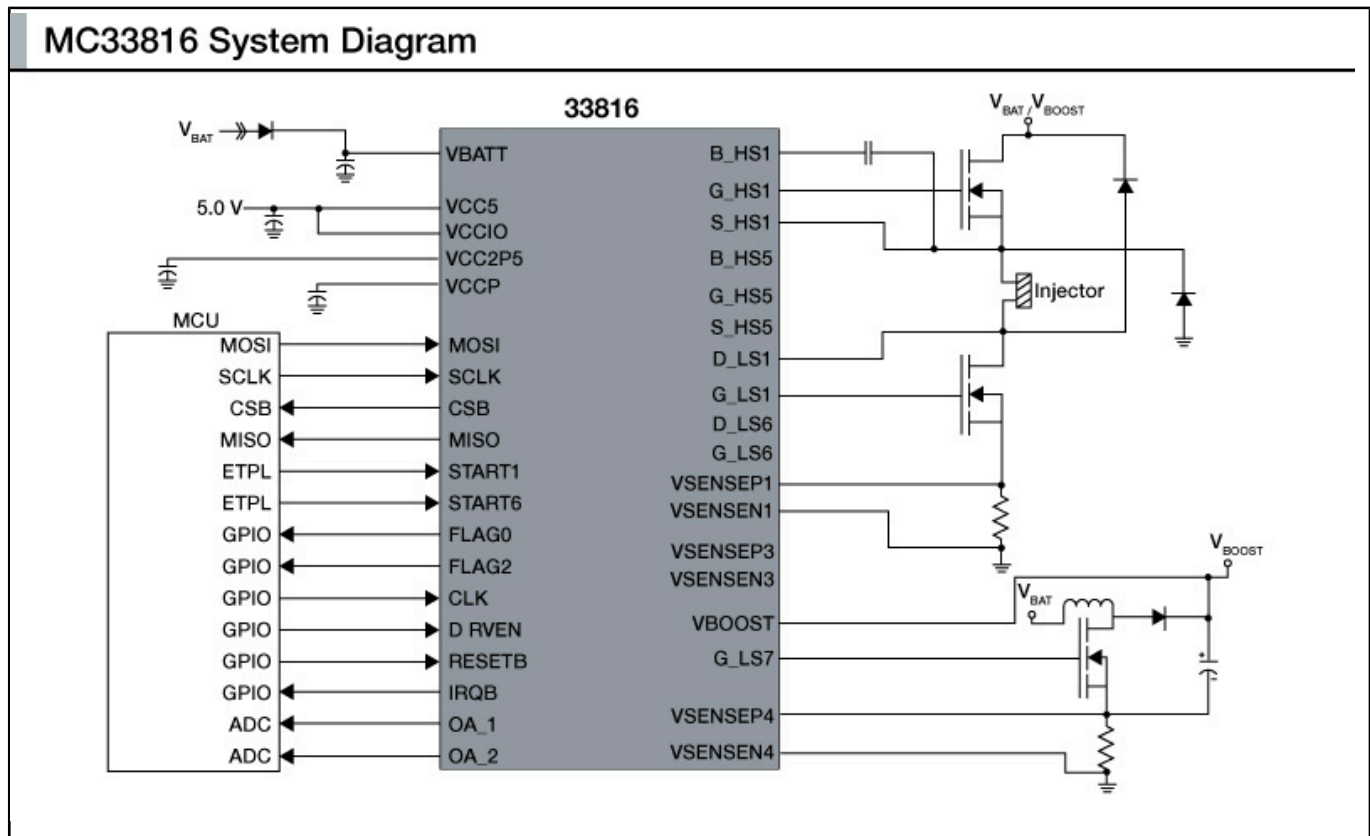 MC33816 System Diagram
33816
VBAT
5.0 V
VBATT
VCC5
VCCIO
VCC2P5
VCCP
MCU
MOSI
SCLK
CSB
MISO
ETPL
ETPL
GPIO
GPIO
GPIO
GPIO
GPIO
GPIO
ADC
ADC
MOSI
SCLK
CSB
MISO
START1
START6
FLAG0
FLAG2
CLK
D RVEN
RESETB
IRQB
OA_1
OA_2
B_HS1
G_HS1
S_HS1
B_HS5
G_HS5
S_HS5
D_LS1
G_LS1
D_LS6
G_LS6
VSENSEP1
VSENSEN1
VSENSEP3
VSENSEN3
VBOOST
G_LS7
VSENSEP4
VSENSEN4
VBAT/VBOOST
Injector
VBOOST
VBAT
+
-